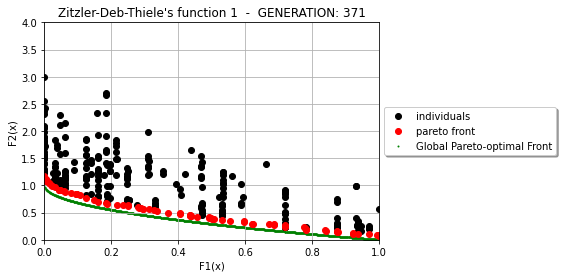 Zitzler-Deb-Thiele's function 1 - GENERATION: 371
4.0
3.5
3.0
2.5
2.0
1.5
1.0
0.5
0.0
F2(x)
0.0 0.2 0.4 0.6 0.8 1.0
F1(x)
individuals
pareto front
Global Pareto-optimal Front